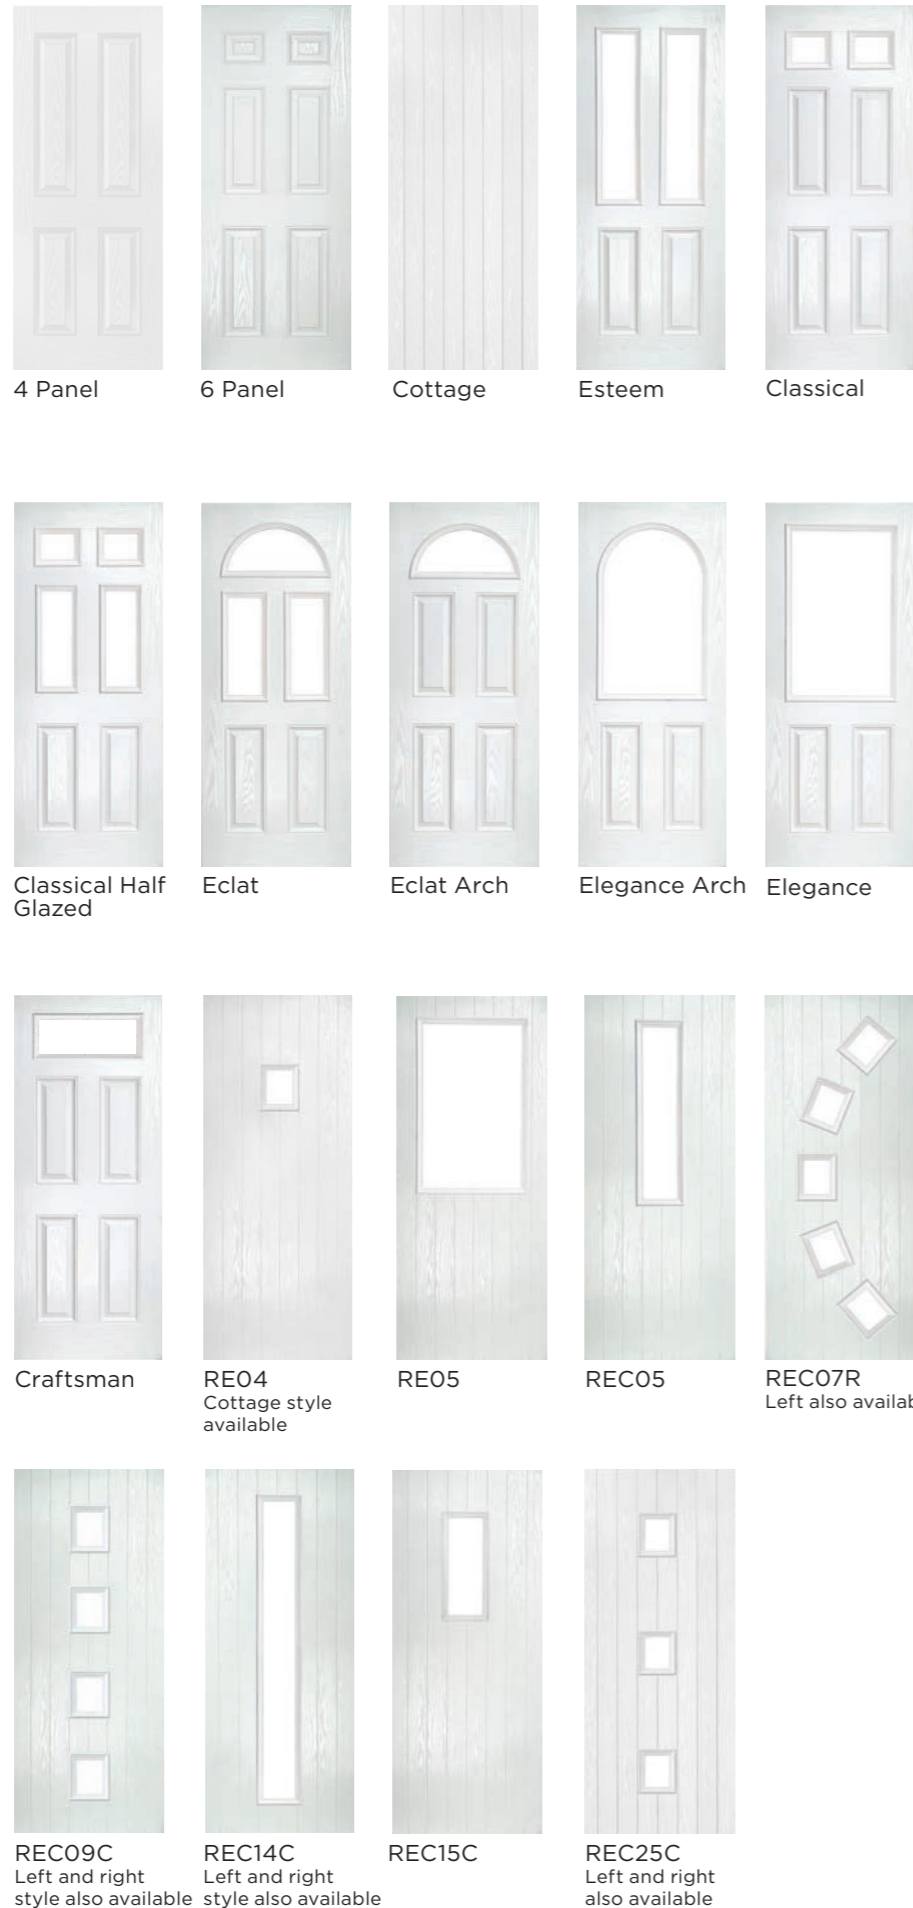 4 Panel
6 Panel
Cottage
Esteem
Classical
Classical Half
Glazed
Eclat
Eclat Arch
Elegance Arch
Elegance
Craftsman
RE04
Cottage style
available
RE05
REC05
REC07R
Left also
REC09C
Left and right
style also available
REC14C
Left and right
style also available
REC15C
REC25C
Left and right
also available